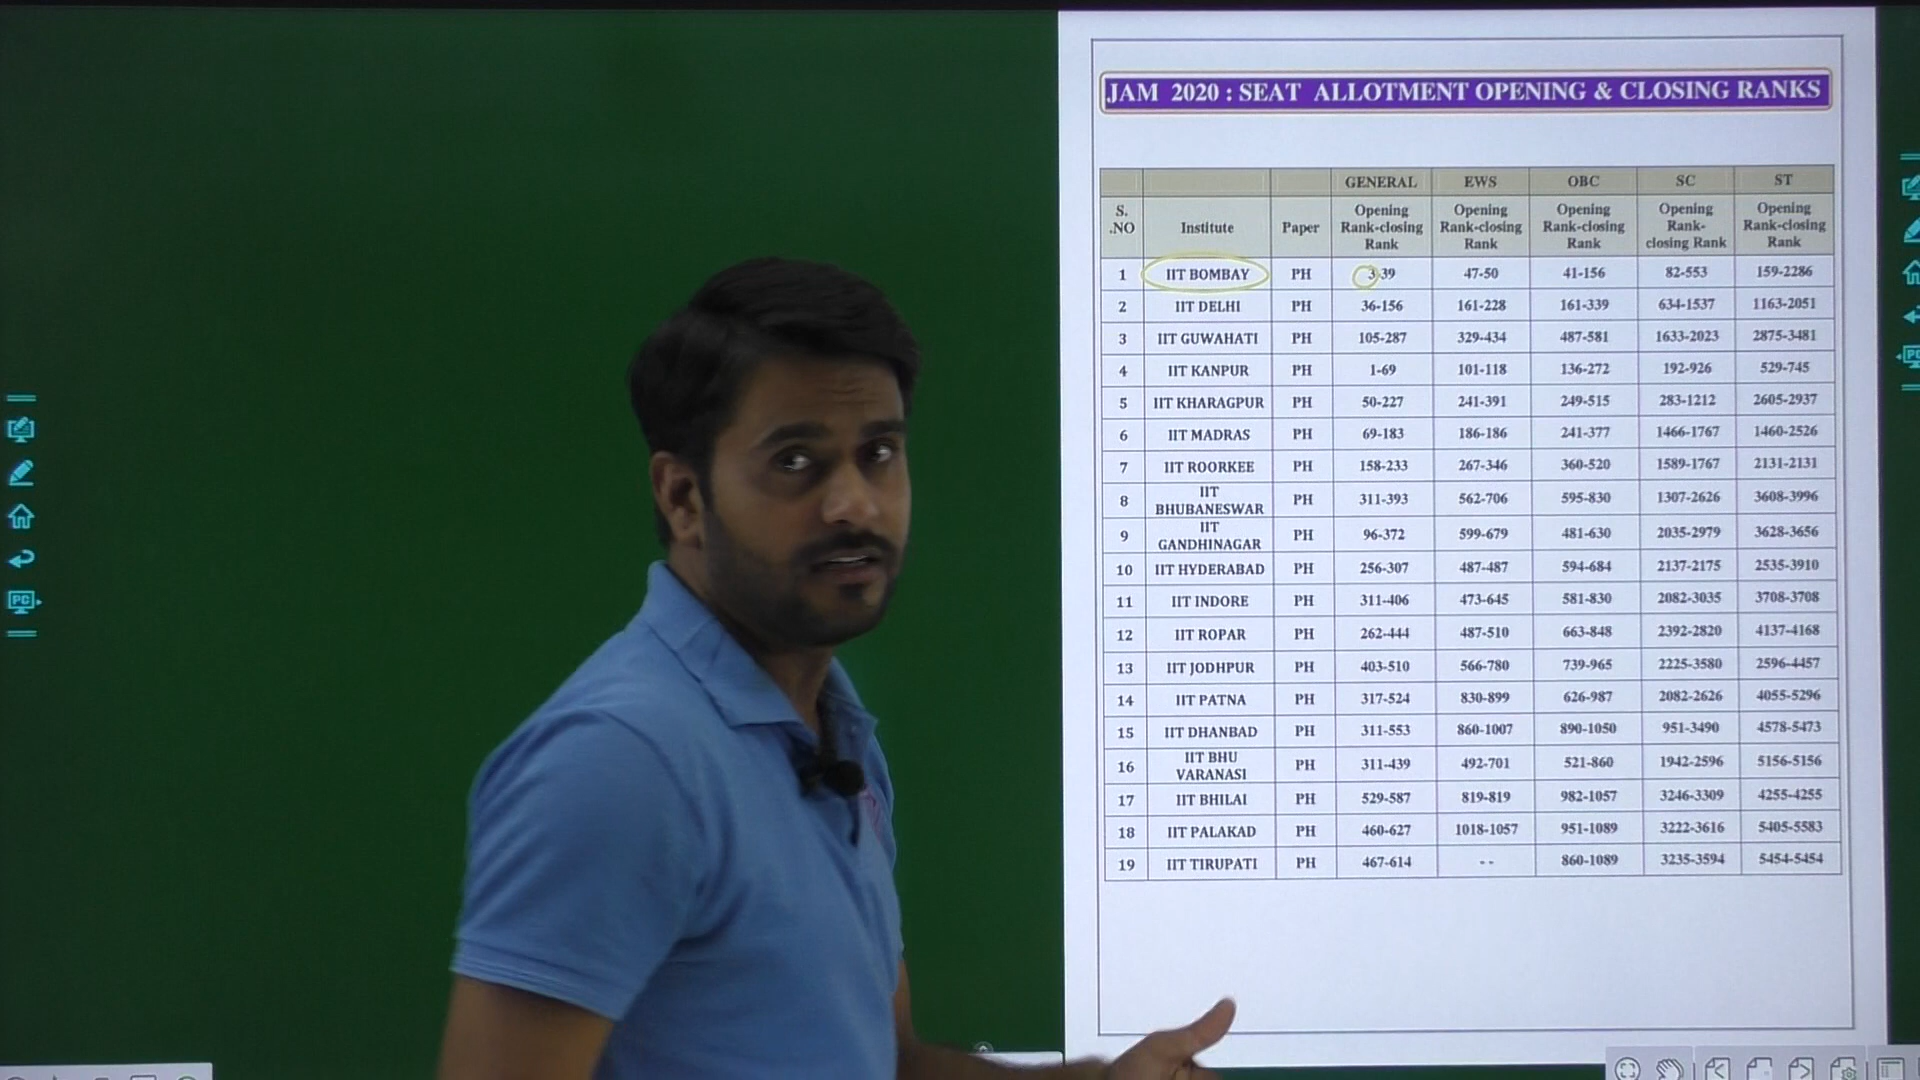 JAM 2020 : SEAT ALLOTMENT OPENING & CLOSING RANKS
GENERAL EWS OBC SC ST
S. .NO Institute Paper Opening Rank-closing Rank Opening Rank-closing Rank Opening Rank-closing Rank Opening Rank- closing Rank Opening Rank-closing Rank
1 IIT BOMBAY PH 3-39 47-50 41-156 82-553 159-2286
2 IIT DELHI PH 36-156 161-228 161-339 634-1537 1163-2051
3 IIT GUWAHATI PH 105-287 329-434 487-581 1633-2023 2875-3481
4 IIT KANPUR PH 1-69 101-118 136-272 192-926 529-745
5 IIT KHARAGPUR PH 50-227 241-391 249-515 283-1212 2605-2937
6 IIT MADRAS PH 69-183 186-186 241-377 1466-1767 1460-2526
7 IIT ROORKEE PH 158-233 267-346 360-520 1589-1767 2131-2131
8 IIT BHUBANESWAR PH 311-393 562-706 595-830 1307-2626 3608-3996
9 IIT GANDHINAGAR PH 96-372 599-679 481-630 2035-2979 3628-3656
10 IIT HYDERABAD PH 256-307 487-487 594-684 2137-2175 2535-3910
11 IIT INDORE PH 311-406 473-645 581-830 2082-3035 3708-3708
12 IIT ROPAR PH 262-444 487-510 663-848 2392-2820 4137-4168
13 IIT JODHPUR PH 403-510 566-780 739-965 2225-3580 2596-4457
14 IIT PATNA PH 317-524 830-899 626-987 2082-2626 4055-5296
15 IIT DHANBAD PH 311-553 860-1007 890-1050 951-3490 4578-5473
16 IIT BHU VARANASI PH 311-439 492-701 521-860 1942-2596 5156-5156
17 IIT BHILAI PH 529-587 819-819 982-1057 3246-3309 4255-4255
18 IIT PALAKAD PH 460-627 1018-1057 951-1089 3222-3616 5405-5583
19 IIT TIRUPATI PH 467-614 - - 860-1089 3235-3594 5454-5454
PC
PC